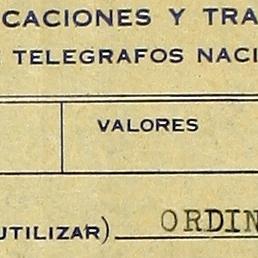 CACIONES Y TRA
TELEGRAFOS NACI
VALORES
UTILIZAR) ORDIN